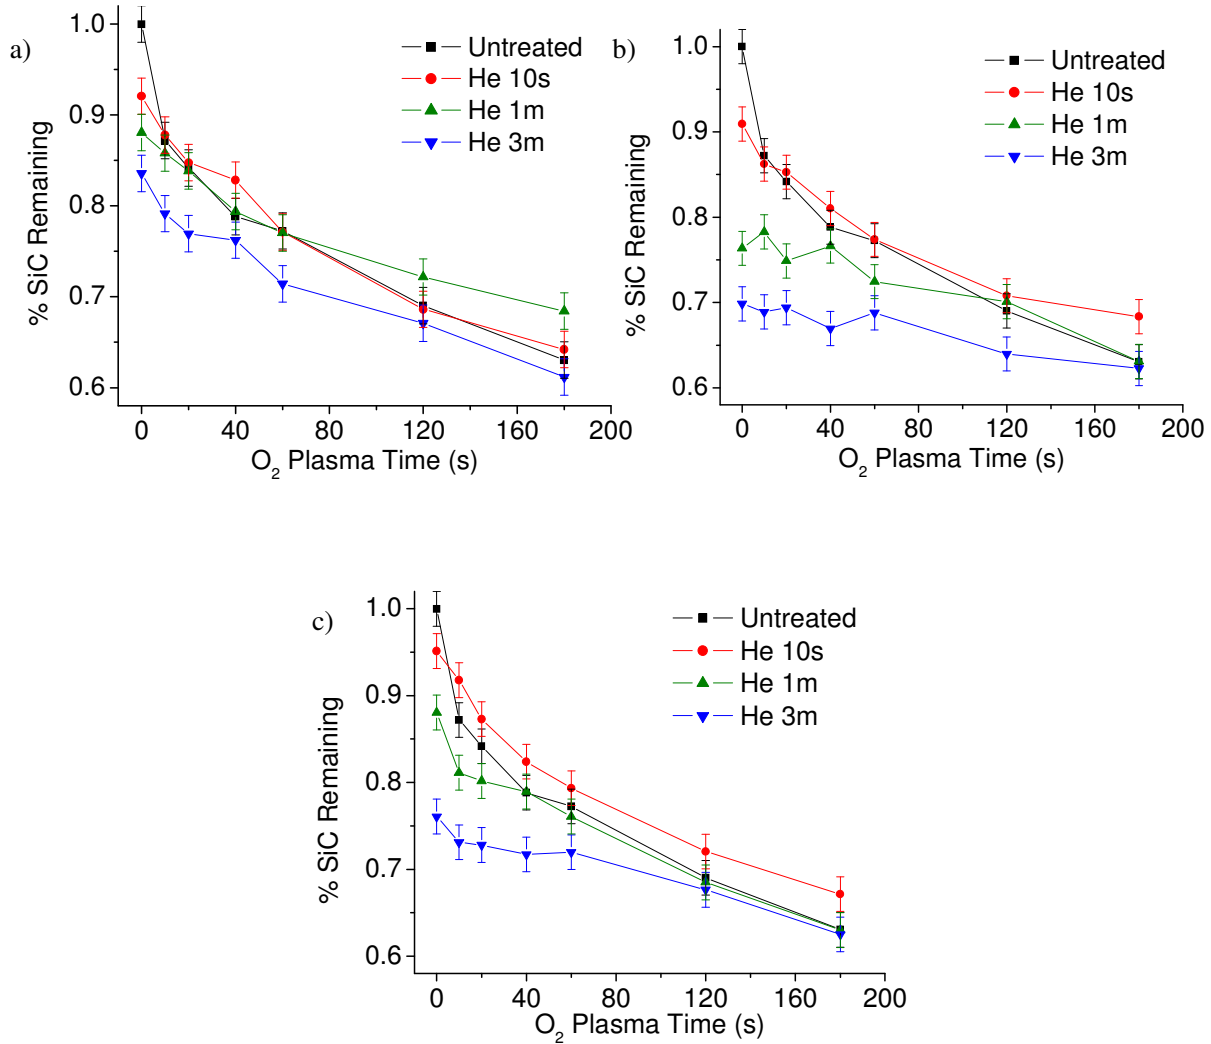 a)
% SiC Remaining
1.0
0.9
0.8
0.7
0.6
Untreated
He 10s
He 1m
He 3m
0 40 80 120 160 200
O₂ Plasma Time (s)
b)
% SiC Remaining
1.0
0.9
0.8
0.7
0.6
Untreated
He 10s
He 1m
He 3m
0 40 80 120 160 200
O₂ Plasma Time (s)
c)
% SiC Remaining
1.0
0.9
0.8
0.7
0.6
Untreated
He 10s
He 1m
He 3m
0 40 80 120 160 200
O₂ Plasma Time (s)